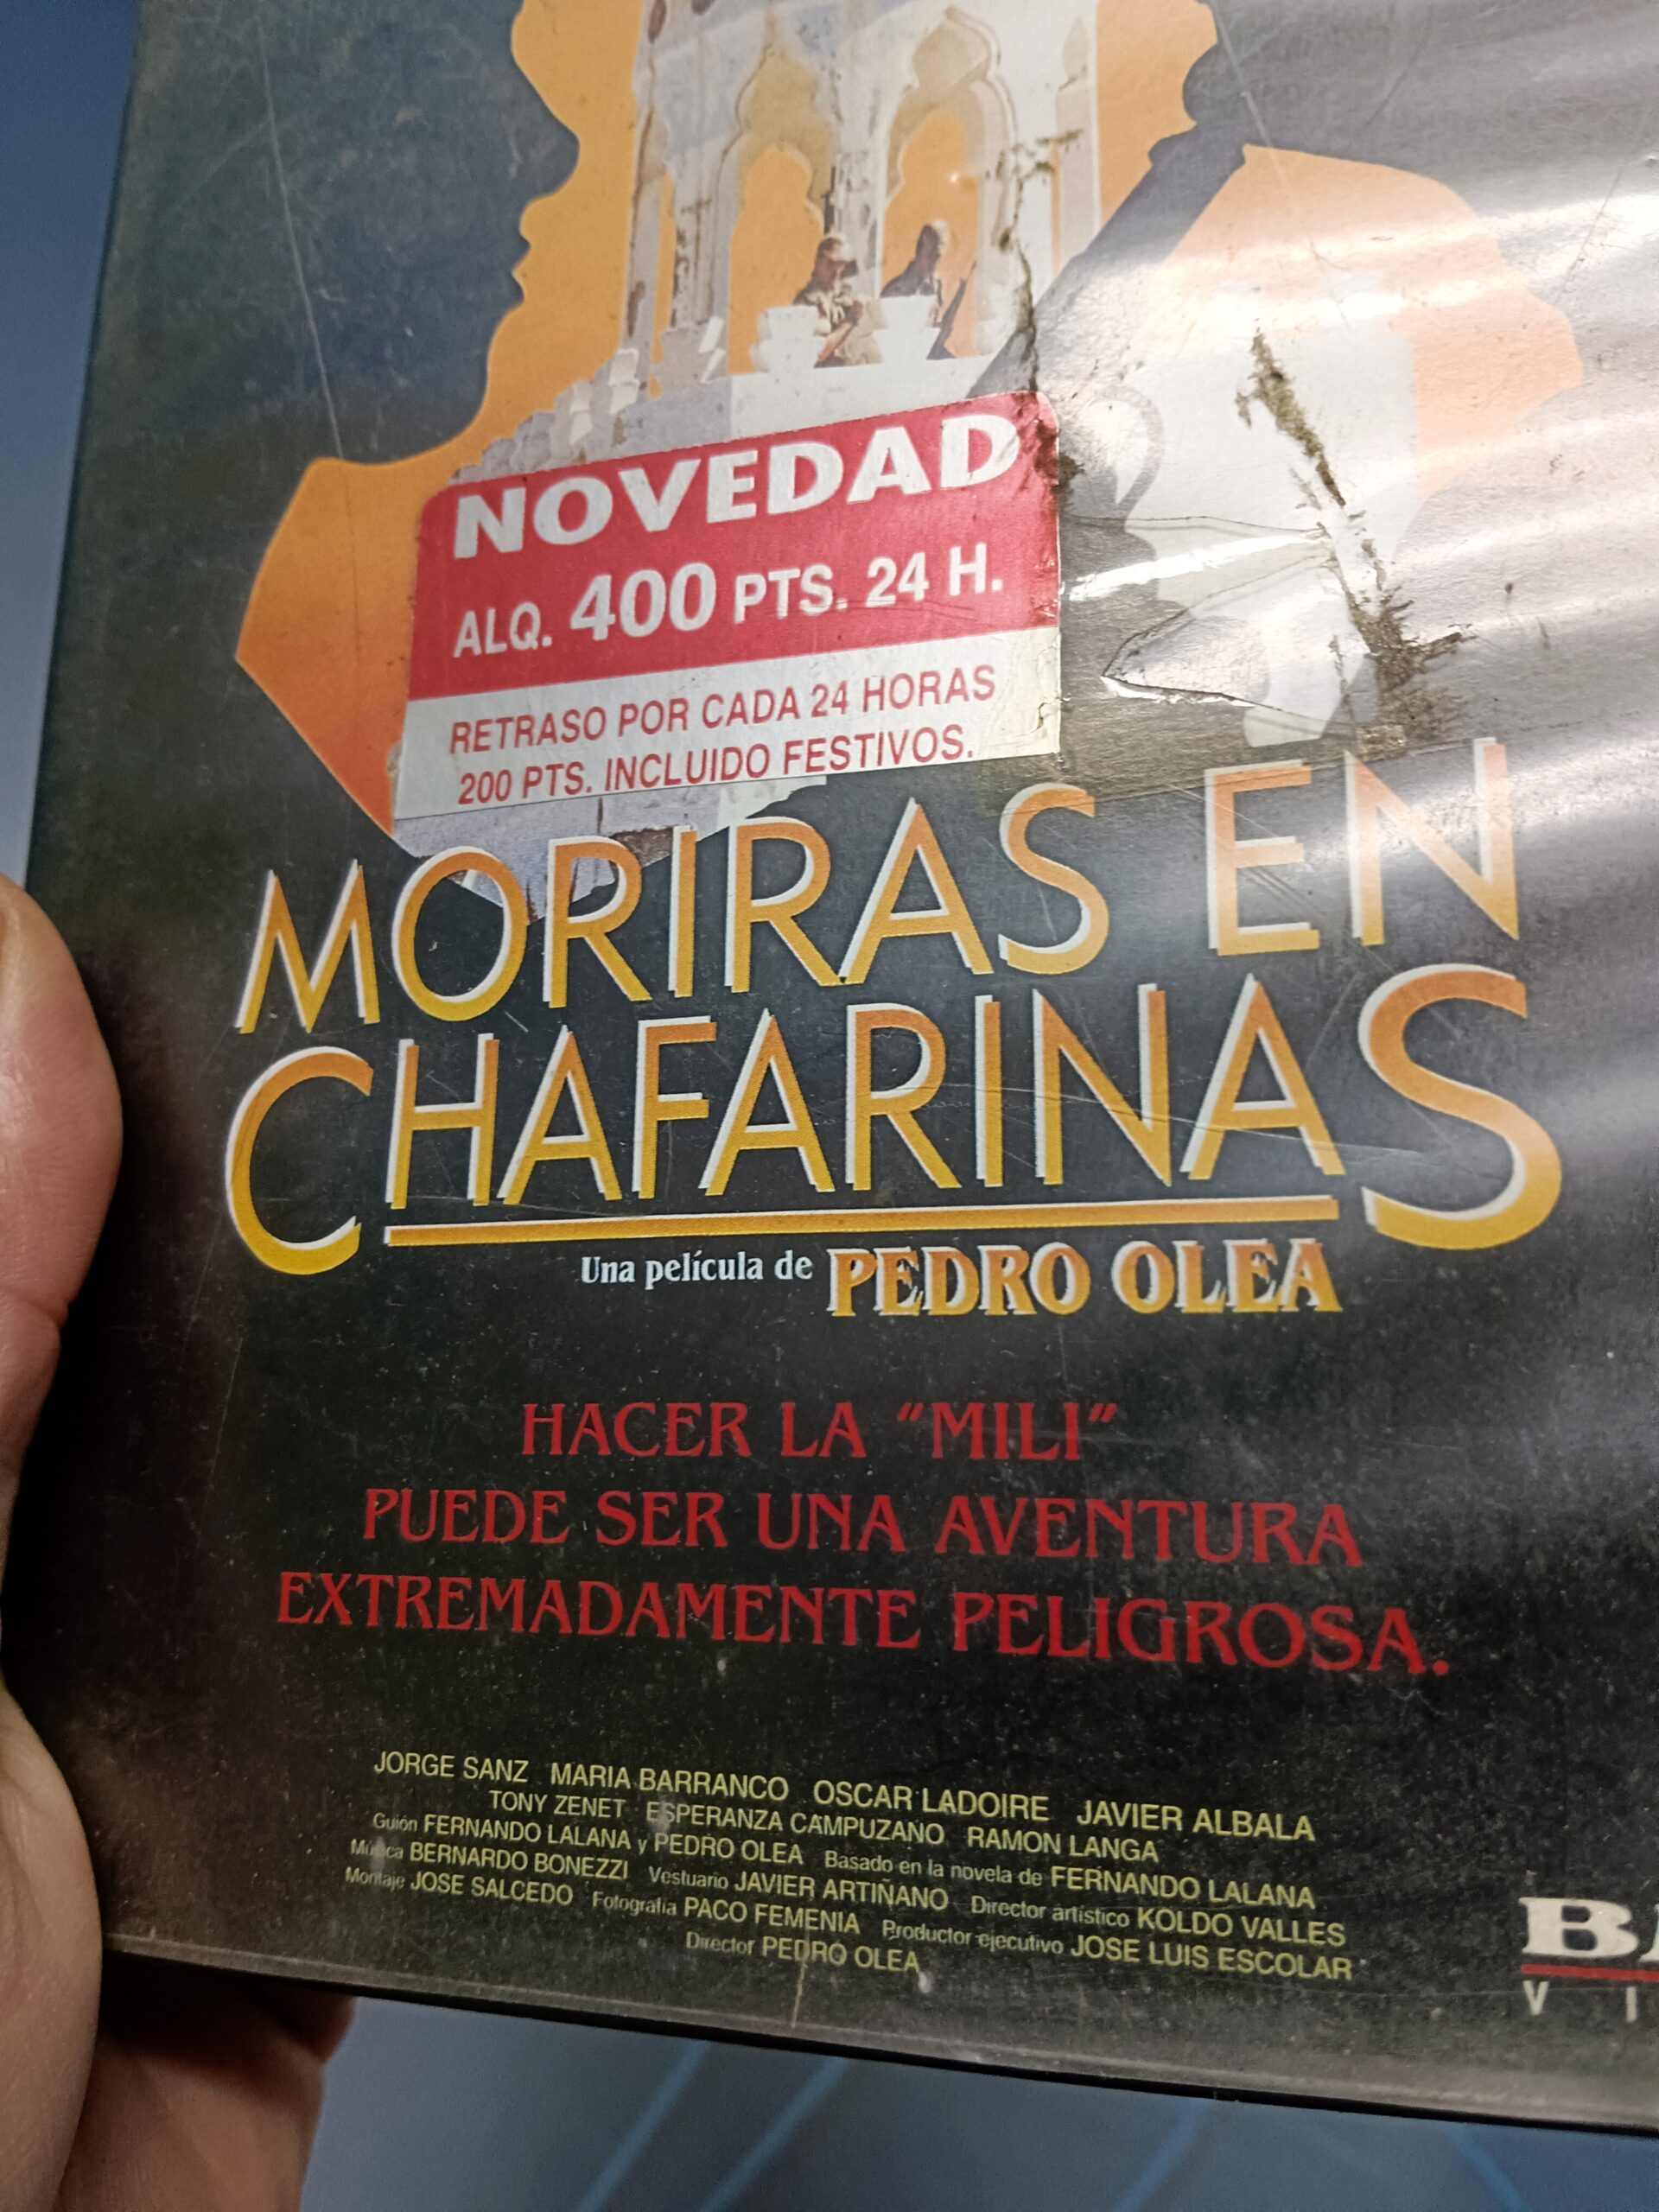 NOVEDAD
ALQ. 400 PTS. 24 H.
RETRASO POR CADA 24 HORAS
200 PTS. INCLUIDO FESTIVOS.
MORIRAS EN
CHAFARINAS
Una película de PEDRO OLEA
HACER LA "MILI"
PUEDE SER UNA AVENTURA
EXTREMADAMENTE PELIGROSA.
JORGE SANZ MARIA BARRANCO OSCAR LADOIRE JAVIER ALBALA
TONY ZENET ESPERANZA CAMPUZANO RAMON LANGA
Guión FERNANDO LALANA y PEDRO OLEA Basado en la novela de FERNANDO LALANA
Música BERNARDO BONEZZI Vestuario JAVIER ARTIÑANO Director artístico KOLDO VALLES
Montaje JOSE SALCEDO Fotografía PACO FEMENIA Productor ejecutivo JOSE LUIS ESCOLAR
Director PEDRO OLEA